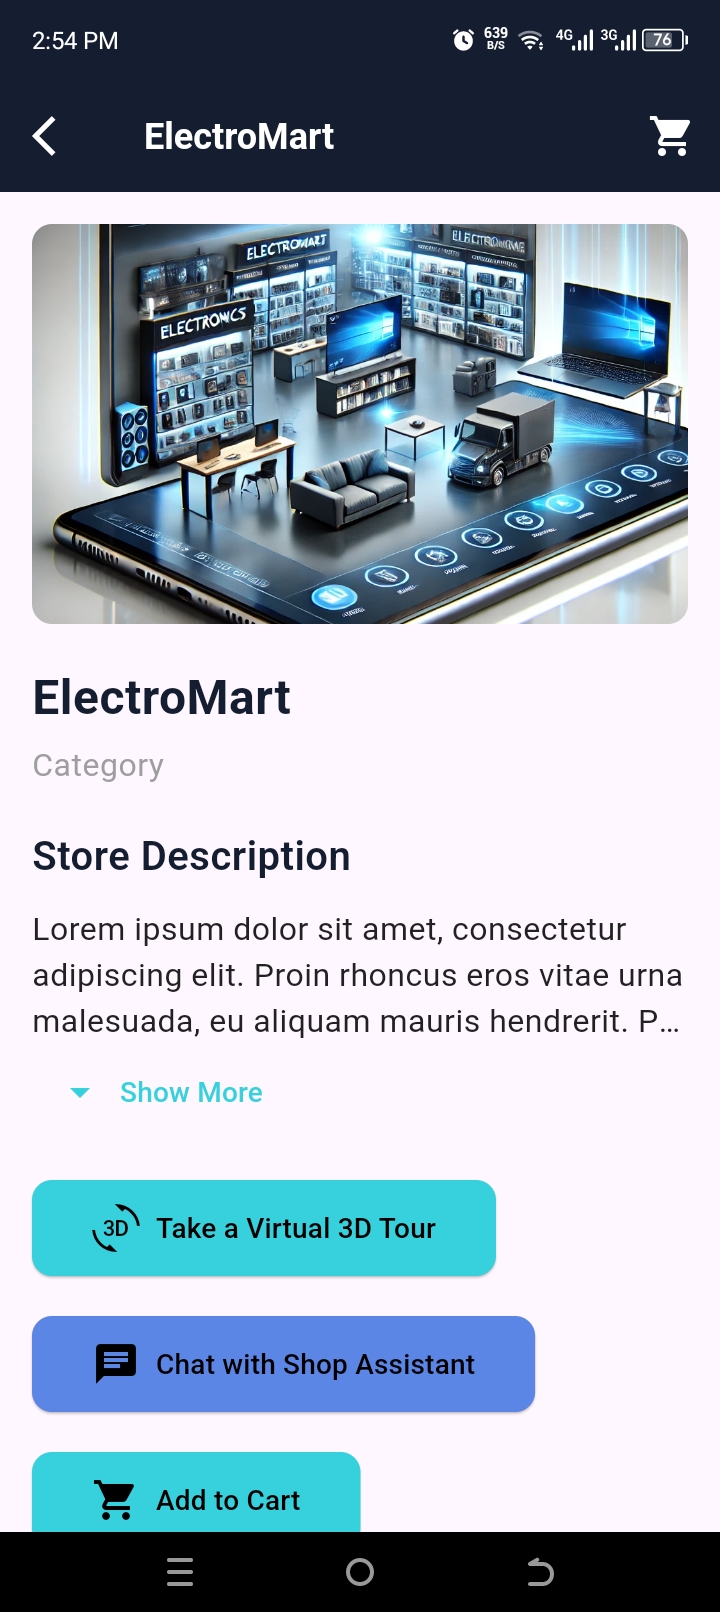 2:54 PM
639
B/S
4G
3G
76
ElectroMart
ELECTROMART
ELECTRONICS
ElectroMart
Category
Store Description
Lorem ipsum dolor sit amet, consectetur
adipiscing elit. Proin rhoncus eros vitae urna
malesuada, eu aliquam mauris hendrerit. P...
Show More
3D
Take a Virtual 3D Tour
Chat with Shop Assistant
Add to Cart